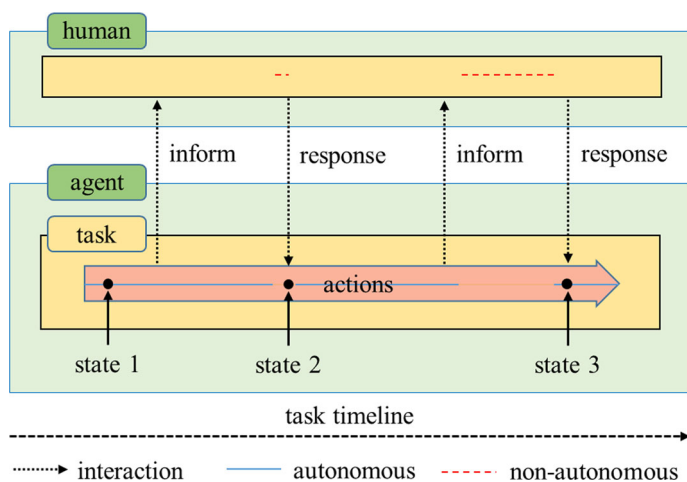 human
inform
response
inform
response
agent
task
actions
state 1
state 2
state 3
task timeline
interaction
autonomous
non-autonomous